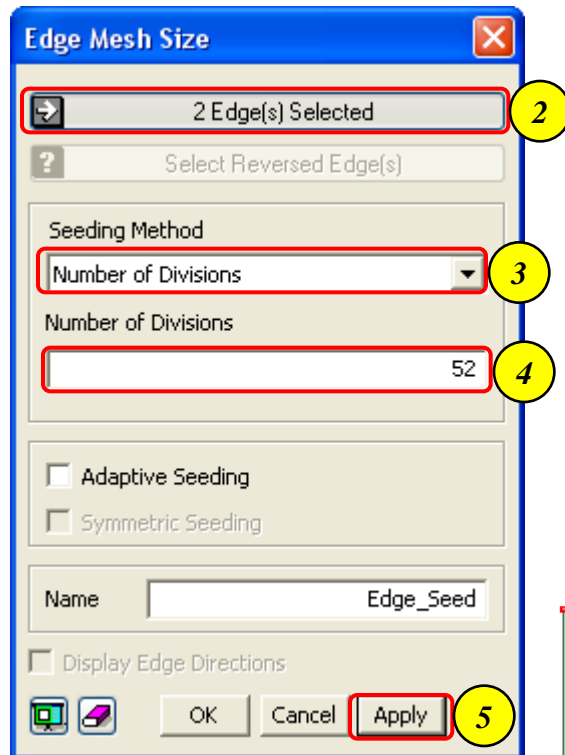 Edge Mesh Size
2 Edge(s) Selected 2
? Select Reversed Edge(s)
Seeding Method
Number of Divisions 3
Number of Divisions
52 4
Adaptive Seeding
Symmetric Seeding
Name Edge_Seed
Display Edge Directions
OK Cancel Apply 5